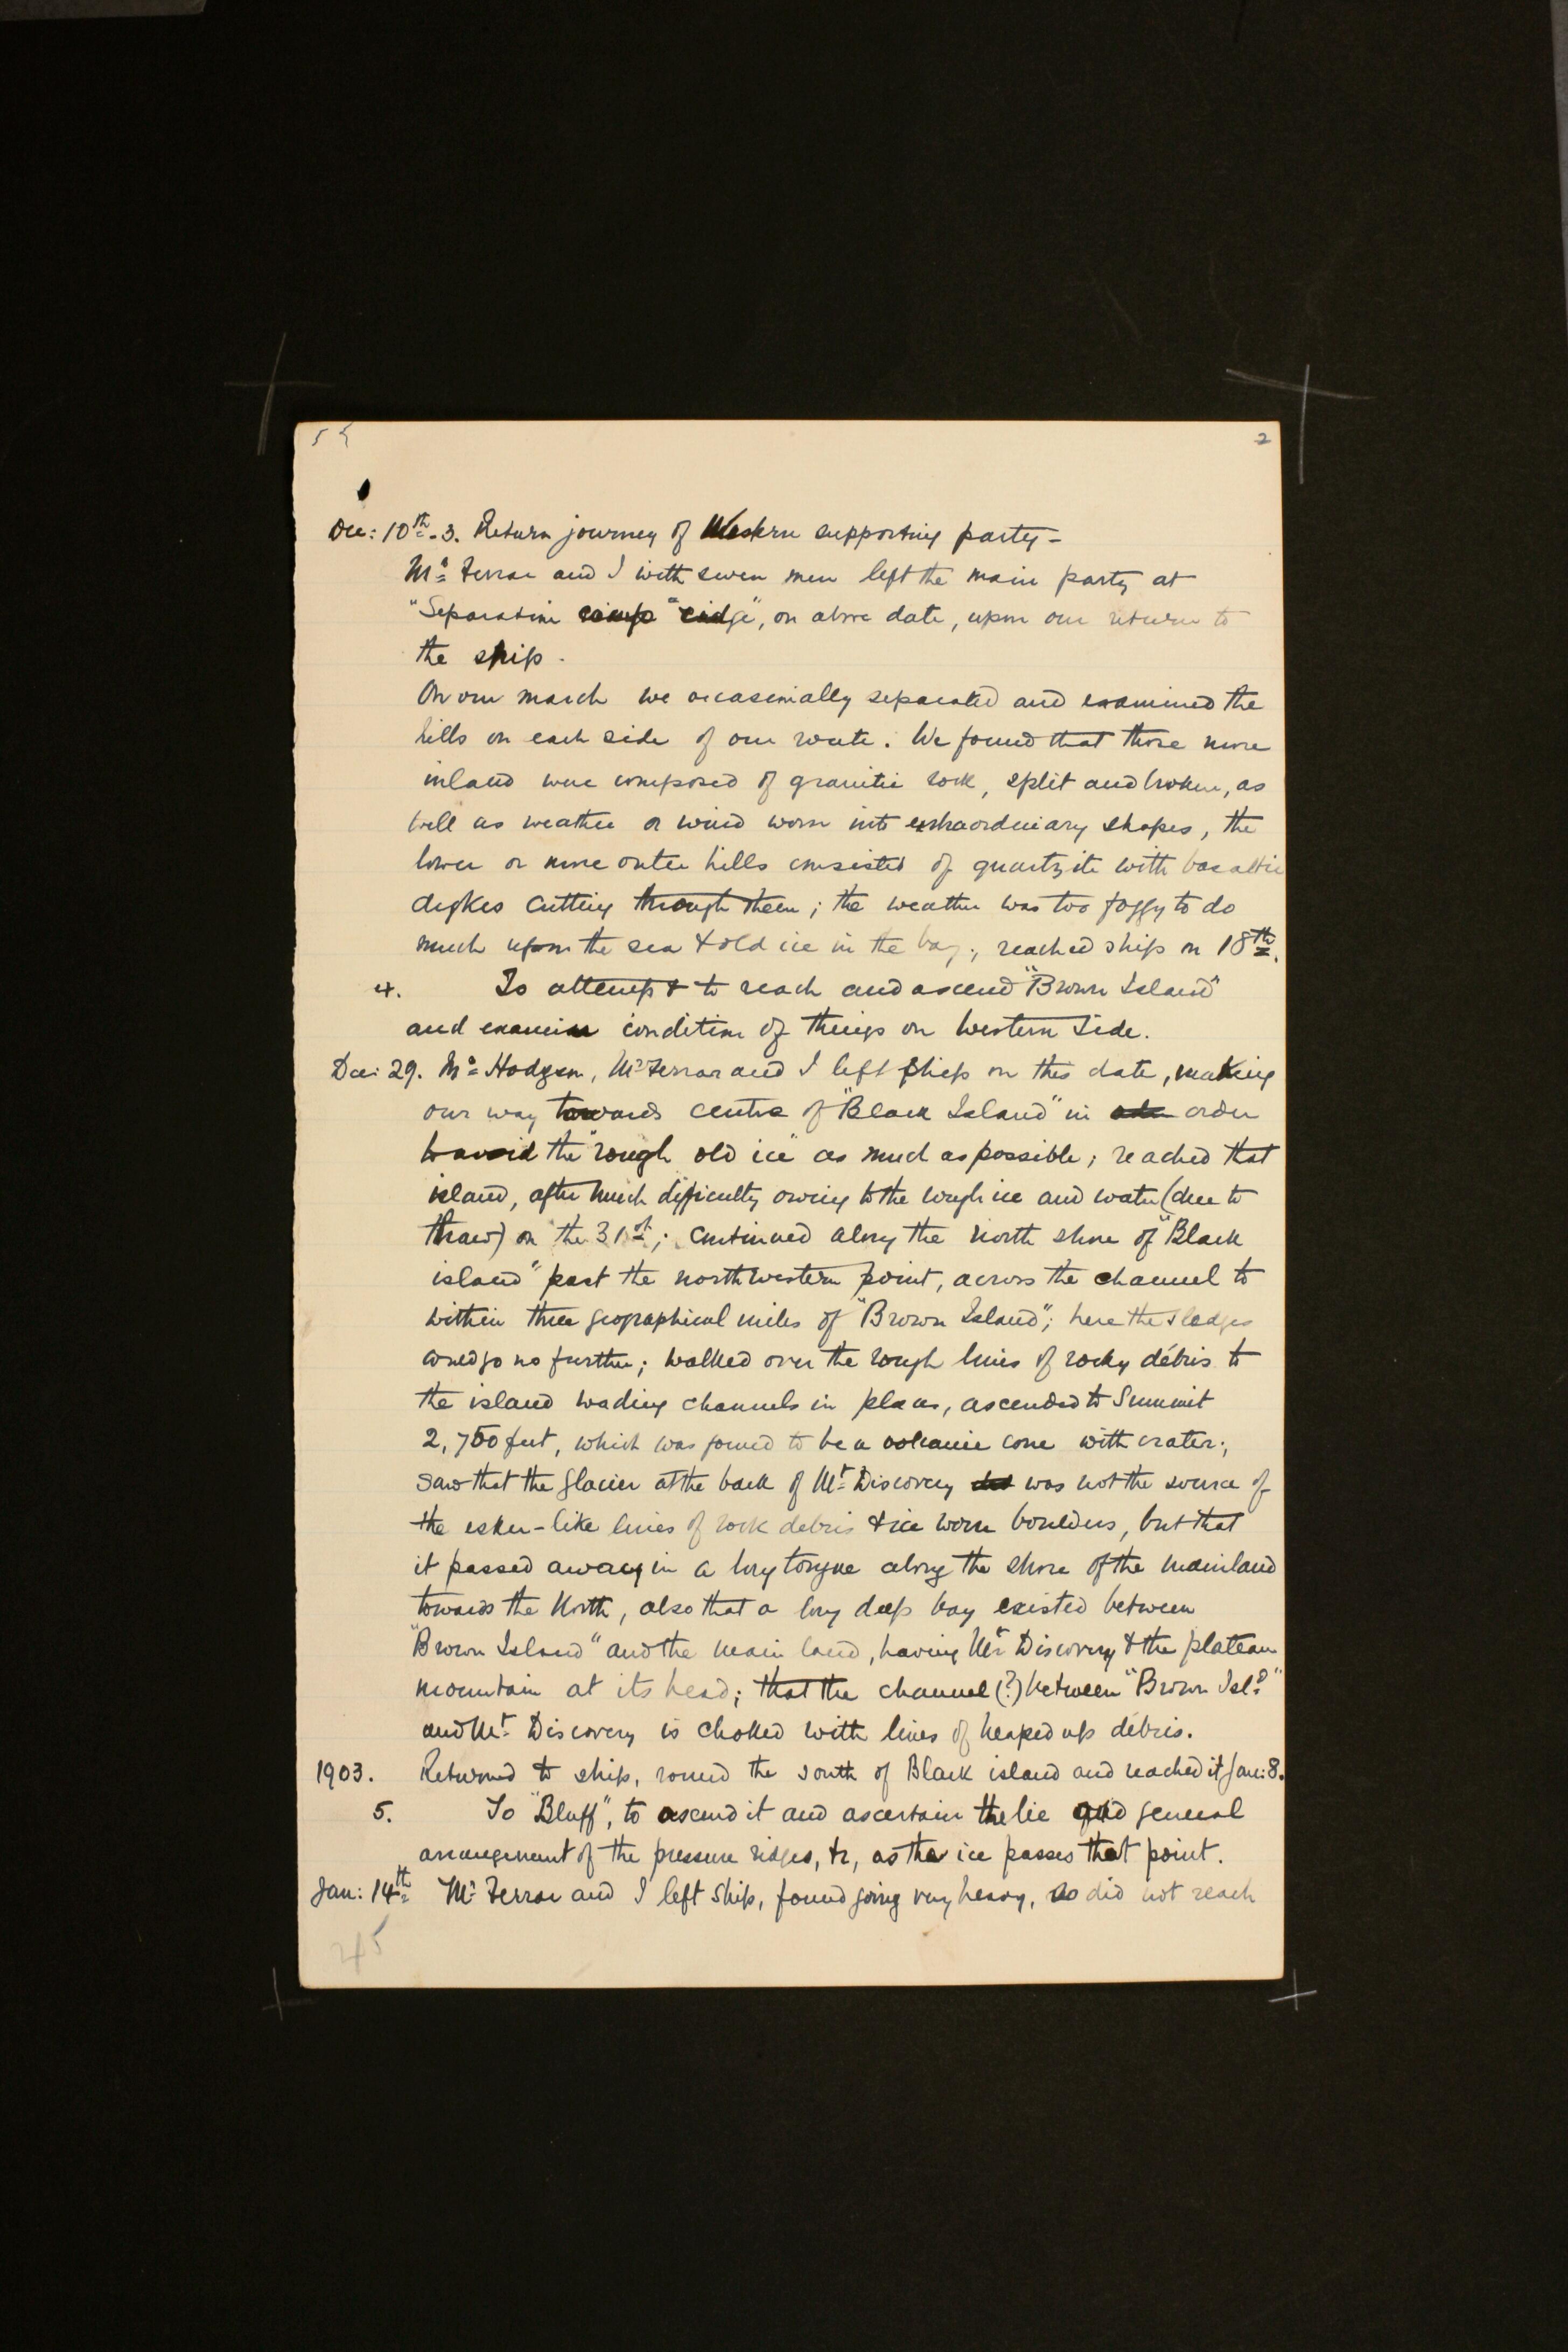 2
Dec: 10th. 3. Return journey of Western supporting party -
Mr Ferrar and I with seven men left the main party at
"Separation "ridge", on above date, upon our return to
the ship.
On our march we occasionally separated and examined the
hills on each side of our route. We found that those more
inland were composed of granitic rock, split and broken, as
well as weather or wind worn into extraordinary shapes, the
lower or more outer hills consisted of quartzite with basaltic
dykes cutting through them; the weather was too foggy to do
much upon the sea & old ice in the bay; reached ship on 18th.
4. To attempt to reach and ascend "Brown Island"
and examine condition of things on Western Side.
Dec: 29. Mr Hodgson, Mr Ferrar and I left ship on this date, making
our way towards centre of "Black Island" in order
to avoid the "rough old ice" as much as possible; reached that
island, after much difficulty owing to the rough ice and water (due to
thaw) on the 31st; continued along the north shore of "Black
island" past the northwestern point, across the channel to
within three geographical miles of "Brown Island"; here the sledges
could go no further; walked over the rough lines of rocky débris to
the island wading channels in places, ascended to Summit
2,750 feet, which was found to be a volcanic cone with crater;
saw that the glacier at the back of Mt Discovery was not the source of
the esker-like lines of rock debris & ice worn boulders, but that
it passed away in a long tongue along the shore of the mainland
towards the North, also that a long deep bay existed between
"Brown Island" and the main land, having Mt Discovery & the plateau
mountain at its head; that the channel (?) between "Brown Isld"
and Mt Discovery is choked with lines of heaped up débris.
1903. Returned to ship, round the south of Black island and reached it Jan: 8.
5. To "Bluff", to ascend it and ascertain the lie and general
arrangement of the pressure ridges, &c, as the ice passes that point.
Jan: 14th Mr Ferrar and I left ship, found going very heavy, so did not reach
45